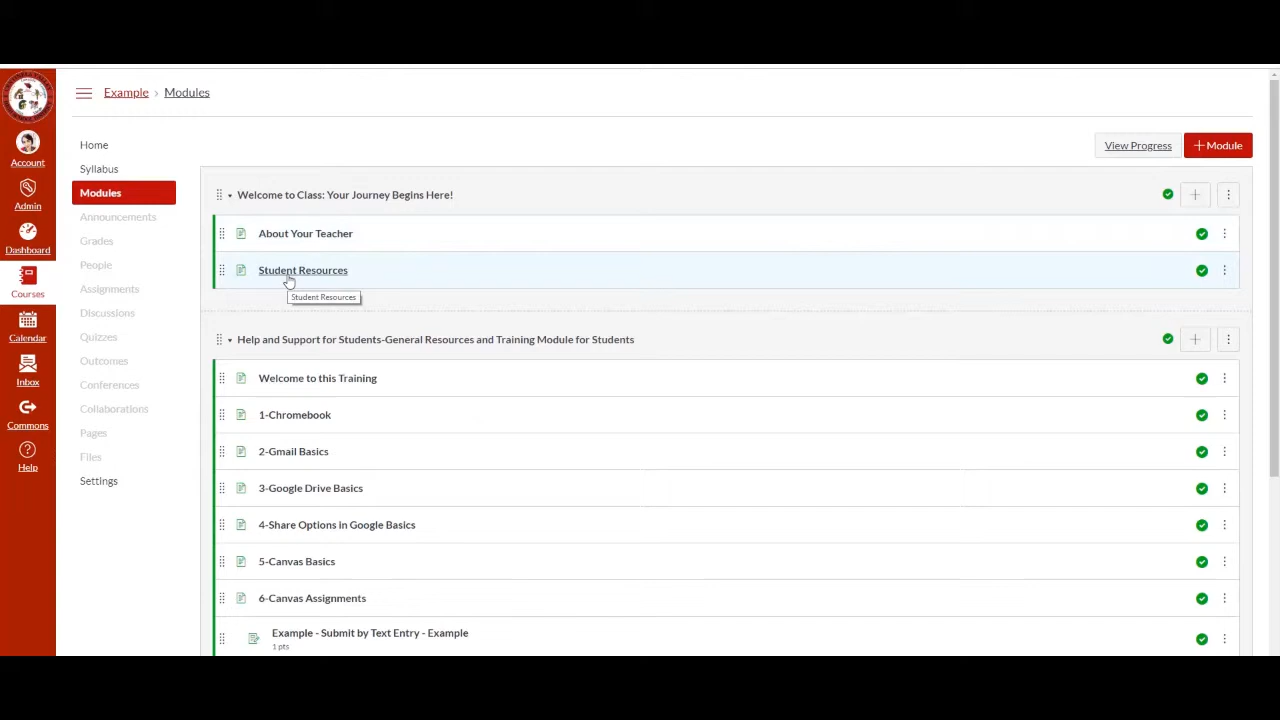 Example › Modules
Account
Admin
Dashboard
Courses
Calendar
Inbox
Commons
Help
Home
Syllabus
Modules
Announcements
Grades
People
Assignments
Discussions
Quizzes
Outcomes
Conferences
Collaborations
Pages
Files
Settings
View Progress
+ Module
Welcome to Class: Your Journey Begins Here!
About Your Teacher
Student Resources
Student Resources
Help and Support for Students-General Resources and Training Module for Students
Welcome to this Training
1-Chromebook
2-Gmail Basics
3-Google Drive Basics
4-Share Options in Google Basics
5-Canvas Basics
6-Canvas Assignments
Example - Submit by Text Entry - Example
1 pts